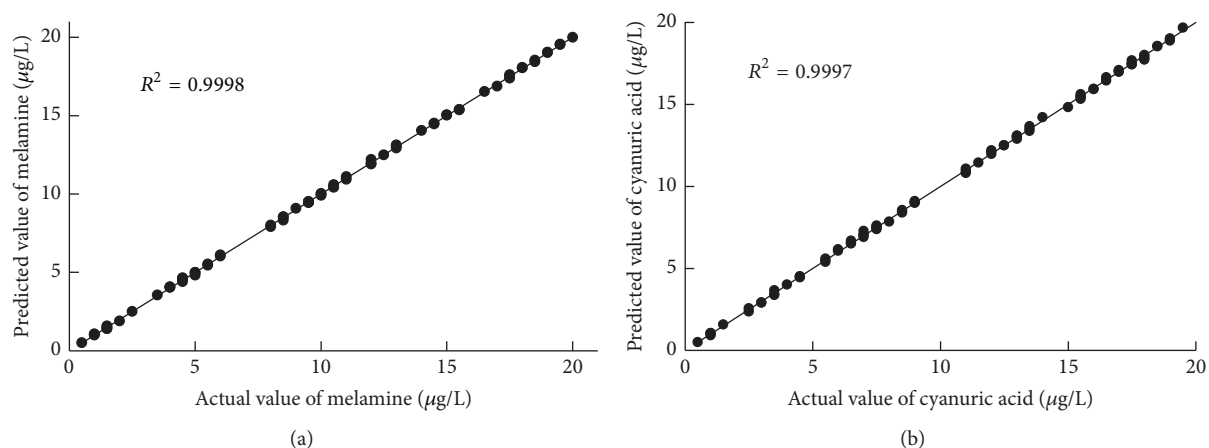 Predicted value of melamine (μg/L)
20
15
10
5
0
R² = 0.9998
0 5 10 15 20
Actual value of melamine (μg/L)
(a)
Predicted value of cyanuric acid (μg/L)
20
15
10
5
0
R² = 0.9997
0 5 10 15 20
Actual value of cyanuric acid (μg/L)
(b)